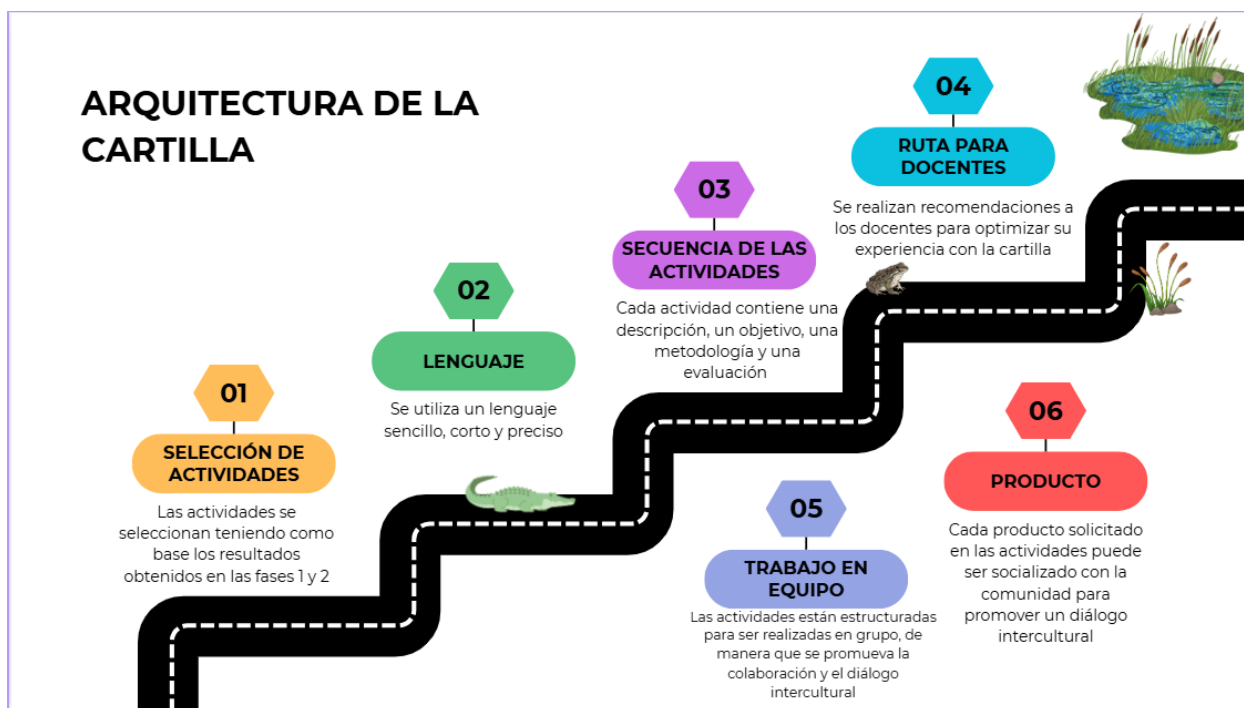 ARQUITECTURA DE LA
CARTILLA
01
SELECCIÓN DE
ACTIVIDADES
Las actividades se
seleccionan teniendo como
base los resultados
obtenidos en las fases 1 y 2
02
LENGUAJE
Se utiliza un lenguaje
sencillo, corto y preciso
03
SECUENCIA DE LAS
ACTIVIDADES
Cada actividad contiene una
descripción, un objetivo, una
metodología y una
evaluación
04
RUTA PARA
DOCENTES
Se realizan recomendaciones a
los docentes para optimizar su
experiencia con la cartilla
05
TRABAJO EN
EQUIPO
Las actividades están estructuradas
para ser realizadas en grupo, de
manera que se promueva la
colaboración y el diálogo
intercultural
06
PRODUCTO
Cada producto solicitado
en las actividades puede
ser socializado con la
comunidad para
promover un diálogo
intercultural